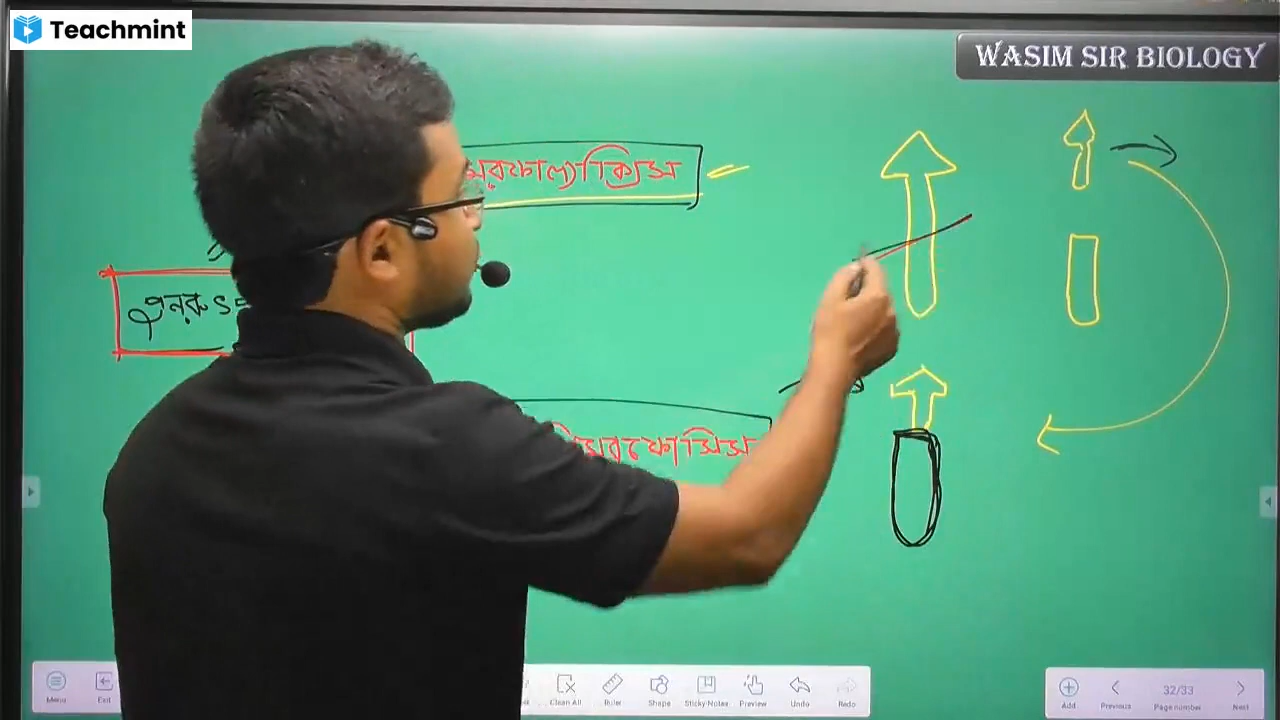 Teachmint
WASIM SIR BIOLOGY
মরফোল্যাক্সিস
পুনরুৎ
মরফোসিস
Menu
Exit
Clean All
Ruler
Shape
Sticky-Notes
Preview
Undo
Redo
Add
Previous
32/33
Page number
Next